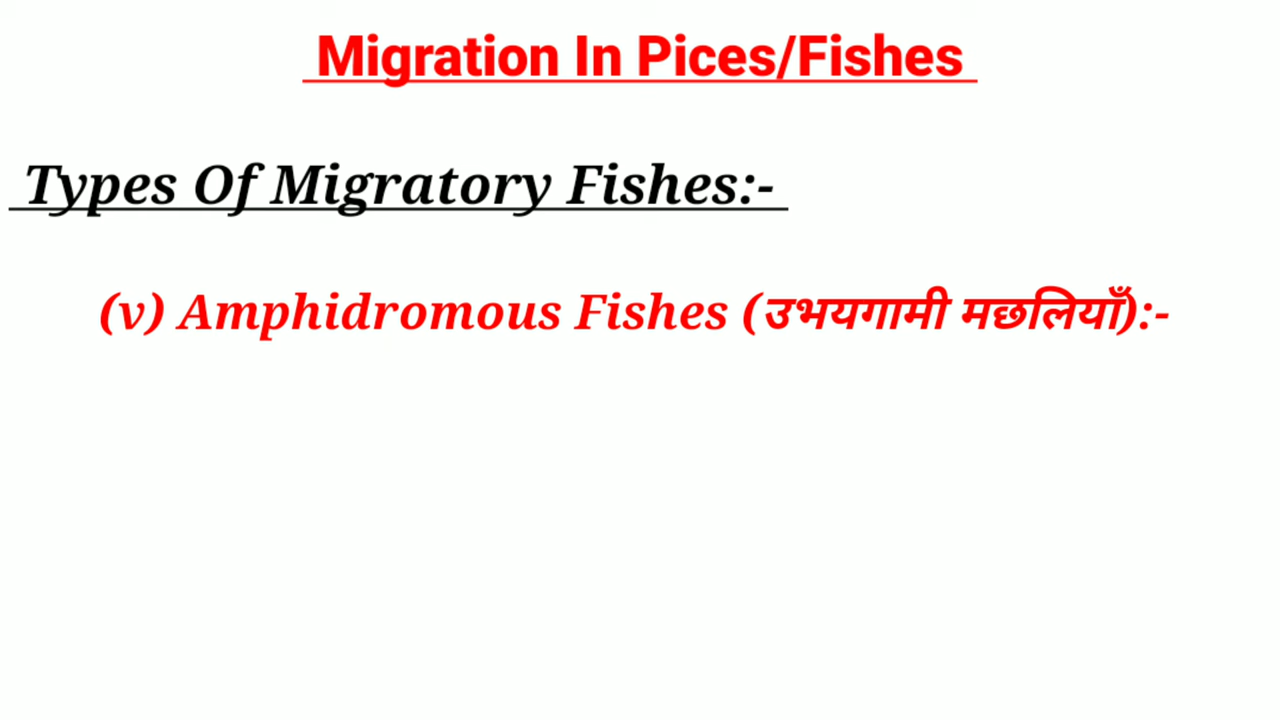 Migration In Pices/Fishes
Types Of Migratory Fishes:-
(v) Amphidromous Fishes (उभयगामी मछलियाँ):-